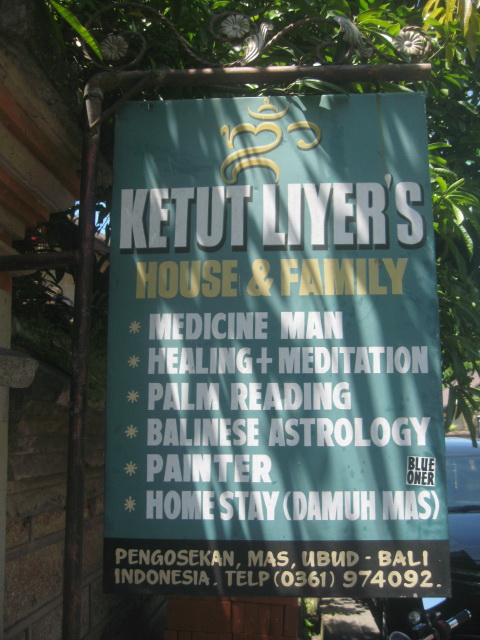 KETUT LIYER'S
HOUSE & FAMILY
* MEDICINE MAN
* HEALING + MEDITATION
* PALM READING
* BALINESE ASTROLOGY
* PAINTER
* HOME STAY (DAMUH MAS)
BLUE
ONER
PENGOSEKAN, MAS, UBUD - BALI
INDONESIA. TELP (0361) 974092.